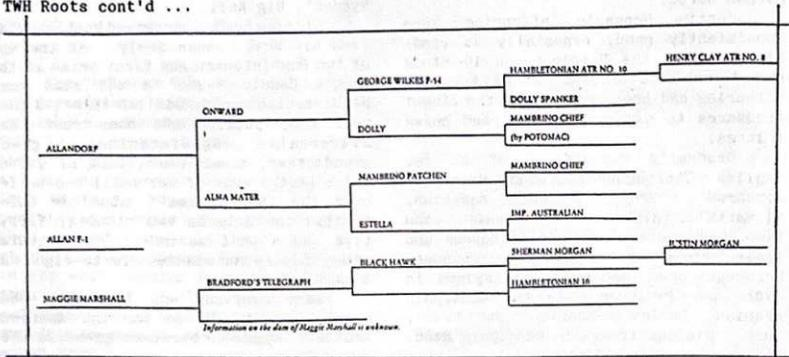 TWH Roots cont'd ...
HENRY CLAY ATR NO. 8
HAMBLETONIAN ATR NO. 10
GEORGE WILKES F-54
DOLLY SPANKER
ONWARD
MAMBRINO CHIEF
DOLLY
(by POTOMAC)
ALLANDORF
MAMBRINO CHIEF
MAMBRINO PATCHEN
ALMA MATER
IMP. AUSTRALIAN
ESTELLA
ALLAN F-1
SHERMAN MORGAN
JUSTIN MORGAN
BLACK HAWK
BRADFORD'S TELEGRAPH
HAMBLETONIAN 10
MAGGIE MARSHALL
Information on the dam of Maggie Marshall is unknown.